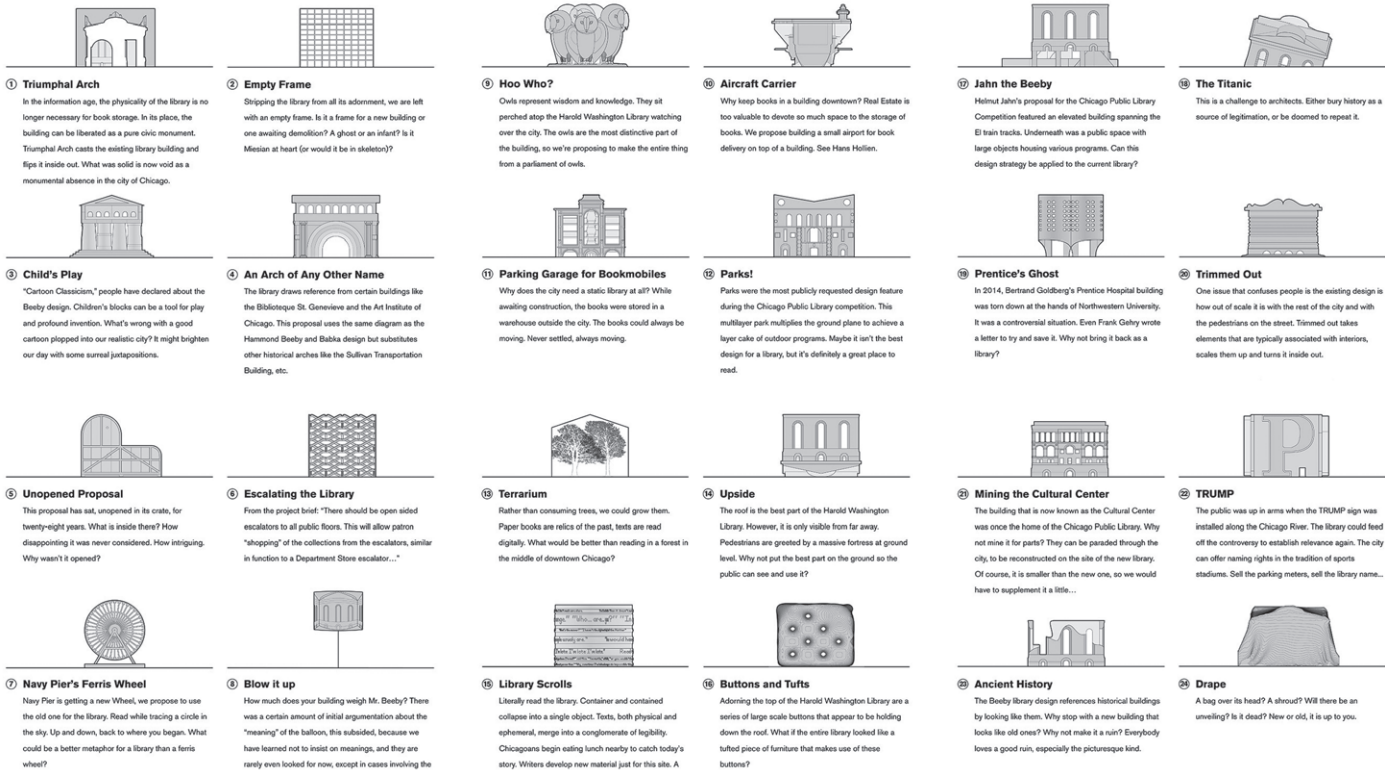 ① Triumphal Arch
In the information age, the physicality of the library is no
longer necessary for book storage. In its place, the
building can be liberated as a pure civic monument.
Triumphal Arch casts the existing library building and
flips it inside out. What was solid is now void as a
monumental absence in the city of Chicago.
② Empty Frame
Stripping the library from all its adornment, we are left
with an empty frame. Is it a frame for a new building or
one awaiting demolition? A ghost or an infant? Is it
Miesian at heart (or would it be in skeleton)?
③ Child's Play
"Cartoon Classicism," people have declared about the
Beeby design. Children's blocks can be a tool for play
and profound invention. What's wrong with a good
cartoon plopped into our realistic city? It might brighten
our day with some surreal juxtapositions.
④ An Arch of Any Other Name
The library draws reference from certain buildings like
the Biblioteque St. Genevieve and the Art Institute of
Chicago. This proposal uses the same diagram as the
Hammond Beeby and Babka design but substitutes
other historical arches like the Sullivan Transportation
Building, etc.
⑤ Unopened Proposal
This proposal has sat, unopened in its crate, for
twenty-eight years. What is inside there? How
disappointing it was never considered. How intriguing.
Why wasn't it opened?
⑥ Escalating the Library
From the project brief: "There should be open sided
escalators to all public floors. This will allow patron
"shopping" of the collections from the escalators, similar
in function to a Department Store escalator…"
⑦ Navy Pier's Ferris Wheel
Navy Pier is getting a new Wheel, we propose to use
the old one for the library. Read while tracing a circle in
the sky. Up and down, back to where you began. What
could be a better metaphor for a library than a ferris
wheel?
⑧ Blow it up
How much does your building weigh Mr. Beeby? There
was a certain amount of initial argumentation about the
"meaning" of the balloon, this subsided, because we
have learned not to insist on meanings, and they are
rarely even looked for now, except in cases involving the
⑨ Hoo Who?
Owls represent wisdom and knowledge. They sit
perched atop the Harold Washington Library watching
over the city. The owls are the most distinctive part of
the building, so we're proposing to make the entire thing
from a parliament of owls.
⑩ Aircraft Carrier
Why keep books in a building downtown? Real Estate is
too valuable to devote so much space to the storage of
books. We propose building a small airport for book
delivery on top of a building. See Hans Hollien.
⑪ Parking Garage for Bookmobiles
Why does the city need a static library at all? While
awaiting construction, the books were stored in a
warehouse outside the city. The books could always be
moving. Never settled, always moving.
⑫ Parks!
Parks were the most publicly requested design feature
during the Chicago Public Library competition. This
multilayer park multiplies the ground plane to achieve a
layer cake of outdoor programs. Maybe it isn't the best
design for a library, but it's definitely a great place to
read.
⑬ Terrarium
Rather than consuming trees, we could grow them.
Paper books are relics of the past, texts are read
digitally. What would be better than reading in a forest in
the middle of downtown Chicago?
⑭ Upside
The roof is the best part of the Harold Washington
Library. However, it is only visible from far away.
Pedestrians are greeted by a massive fortress at ground
level. Why not put the best part on the ground so the
public can see and use it?
⑮ Library Scrolls
Literally read the library. Container and contained
collapse into a single object. Texts, both physical and
ephemeral, merge into a conglomerate of legibility.
Chicagoans begin eating lunch nearby to catch today's
story. Writers develop new material just for this site. A
⑯ Buttons and Tufts
Adorning the top of the Harold Washington Library are a
series of large scale buttons that appear to be holding
down the roof. What if the entire library looked like a
tufted piece of furniture that makes use of these
buttons?
⑰ Jahn the Beeby
Helmut Jahn's proposal for the Chicago Public Library
Competition featured an elevated building spanning the
El train tracks. Underneath was a public space with
large objects housing various programs. Can this
design strategy be applied to the current library?
⑱ The Titanic
This is a challenge to architects. Either bury history as a
source of legitimation, or be doomed to repeat it.
⑲ Prentice's Ghost
In 2014, Bertrand Goldberg's Prentice Hospital building
was torn down at the hands of Northwestern University.
It was a controversial situation. Even Frank Gehry wrote
a letter to try and save it. Why not bring it back as a
library?
⑳ Trimmed Out
One issue that confuses people is the existing design is
how out of scale it is with the rest of the city and with
the pedestrians on the street. Trimmed out takes
elements that are typically associated with interiors,
scales them up and turns it inside out.
㉑ Mining the Cultural Center
The building that is now known as the Cultural Center
was once the home of the Chicago Public Library. Why
not mine it for parts? They can be paraded through the
city, to be reconstructed on the site of the new library.
Of course, it is smaller than the new one, so we would
have to supplement it a little…
㉒ TRUMP
The public was up in arms when the TRUMP sign was
installed along the Chicago River. The library could feed
off the controversy to establish relevance again. The city
can offer naming rights in the tradition of sports
stadiums. Sell the parking meters, sell the library name...
P
㉓ Ancient History
The Beeby library design references historical buildings
by looking like them. Why stop with a new building that
looks like old ones? Why not make it a ruin? Everybody
loves a good ruin, especially the picturesque kind.
㉔ Drape
A bag over its head? A shroud? Will there be an
unveiling? Is it dead? New or old, it is up to you.